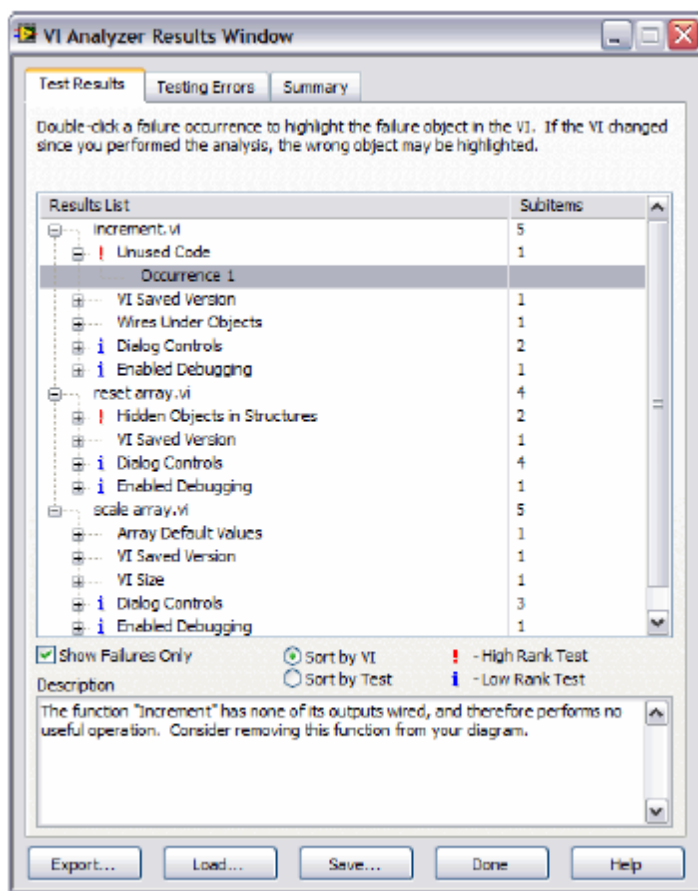 VI Analyzer Results Window
Test Results Testing Errors Summary
Double-click a failure occurrence to highlight the failure object in the VI. If the VI changed
since you performed the analysis, the wrong object may be highlighted.
Results List Subitems
increment.vi 5
! Unused Code 1
Occurrence 1
VI Saved Version 1
Wires Under Objects 1
i Dialog Controls 2
i Enabled Debugging 1
reset array.vi 4
! Hidden Objects in Structures 2
VI Saved Version 1
i Dialog Controls 4
i Enabled Debugging 1
scale array.vi 5
Array Default Values 1
VI Saved Version 1
VI Size 1
i Dialog Controls 3
i Enabled Debugging 1
Show Failures Only Sort by VI ! - High Rank Test
Sort by Test i - Low Rank Test
Description
The function "Increment" has none of its outputs wired, and therefore performs no
useful operation. Consider removing this function from your diagram.
Export... Load... Save... Done Help